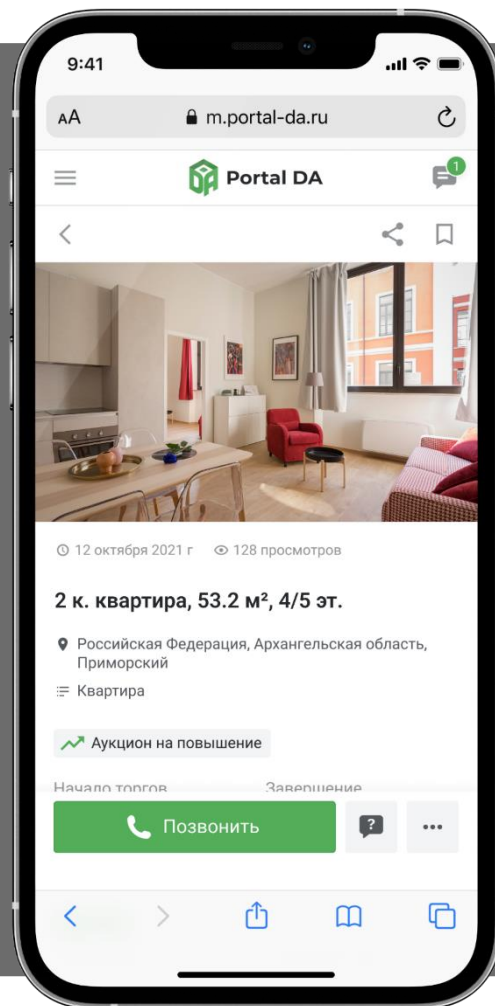 9:41
AA
m.portal-da.ru
DA
Portal DA
1
12 октября 2021 г
128 просмотров
2 к. квартира, 53.2 м², 4/5 эт.
Российская Федерация, Архангельская область,
Приморский
Квартира
Аукцион на повышение
Начало торгов
Завершение
Позвонить
?